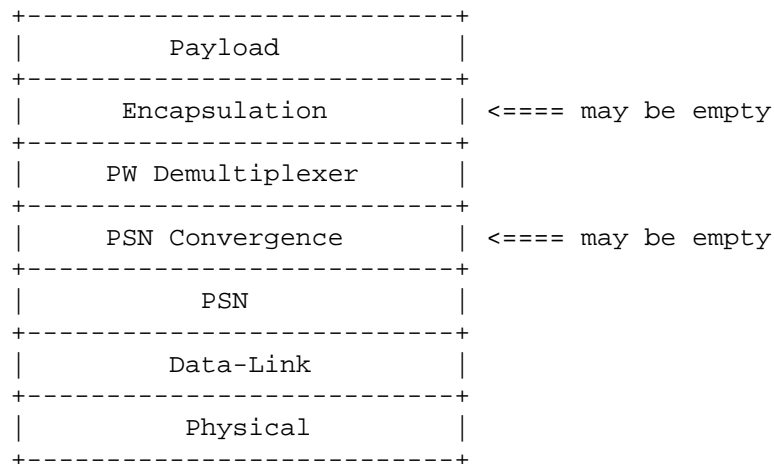 +---------------------------+
|          Payload          |
+---------------------------+
|       Encapsulation       | <==== may be empty
+---------------------------+
|      PW Demultiplexer     |
+---------------------------+
|      PSN Convergence      | <==== may be empty
+---------------------------+
|            PSN            |
+---------------------------+
|         Data-Link         |
+---------------------------+
|          Physical         |
+---------------------------+